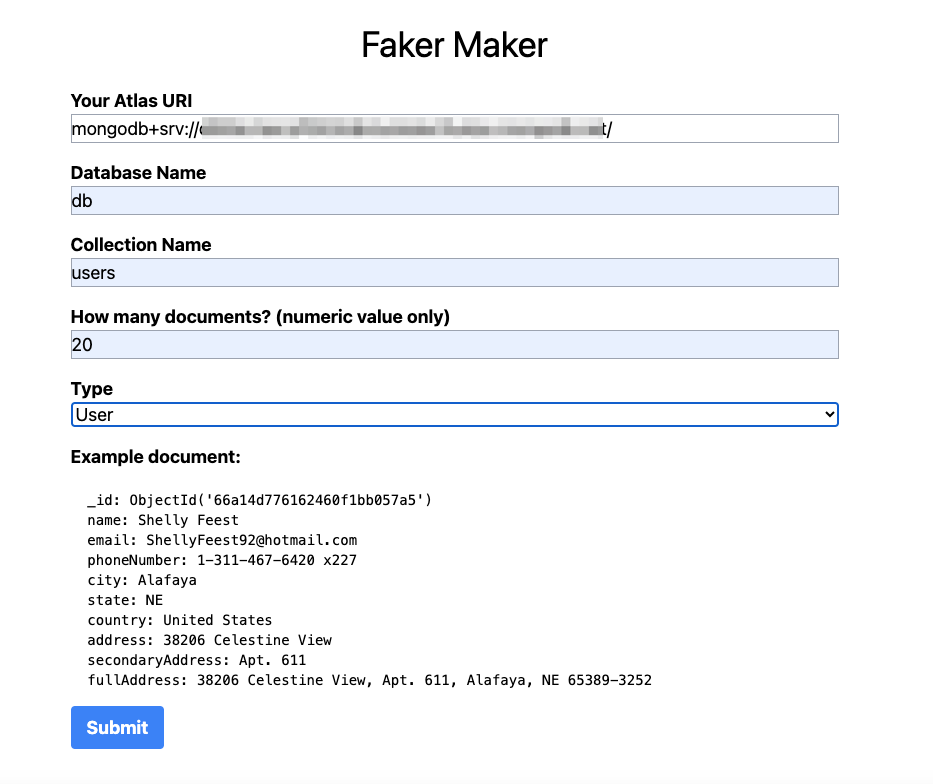 Faker Maker
Your Atlas URI
mongodb+srv:// /
Database Name
db
Collection Name
users
How many documents? (numeric value only)
20
Type
User
Example document:
_id: ObjectId('66a14d776162460f1bb057a5')
name: Shelly Feest
email: ShellyFeest92@hotmail.com
phoneNumber: 1-311-467-6420 x227
city: Alafaya
state: NE
country: United States
address: 38206 Celestine View
secondaryAddress: Apt. 611
fullAddress: 38206 Celestine View, Apt. 611, Alafaya, NE 65389-3252
Submit